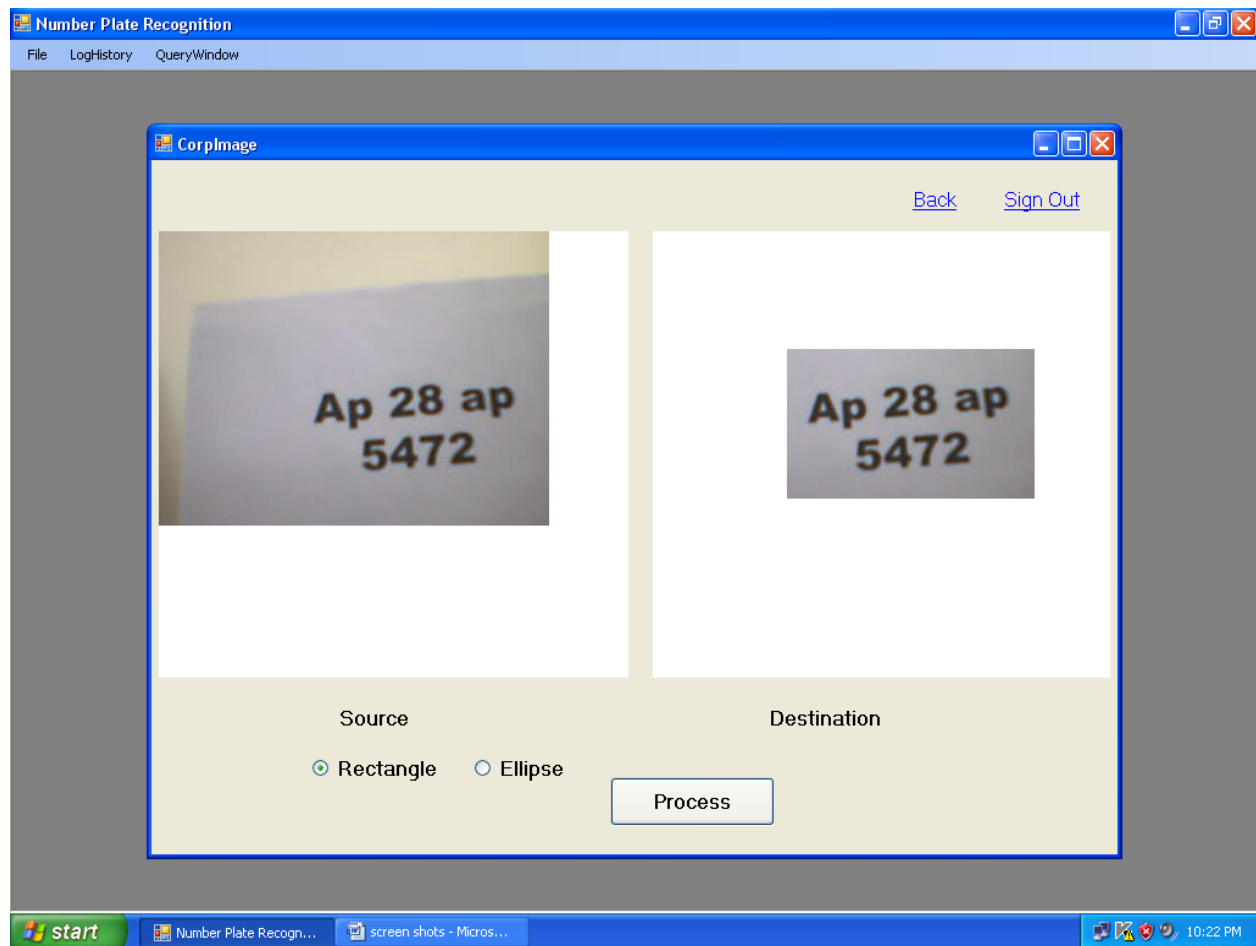 Number Plate Recognition
File LogHistory QueryWindow
CorpImage
Back Sign Out
Ap 28 ap
5472
Ap 28 ap
5472
Source Destination
Rectangle Ellipse
Process
start Number Plate Recogn... screen shots - Micros... 10:22 PM